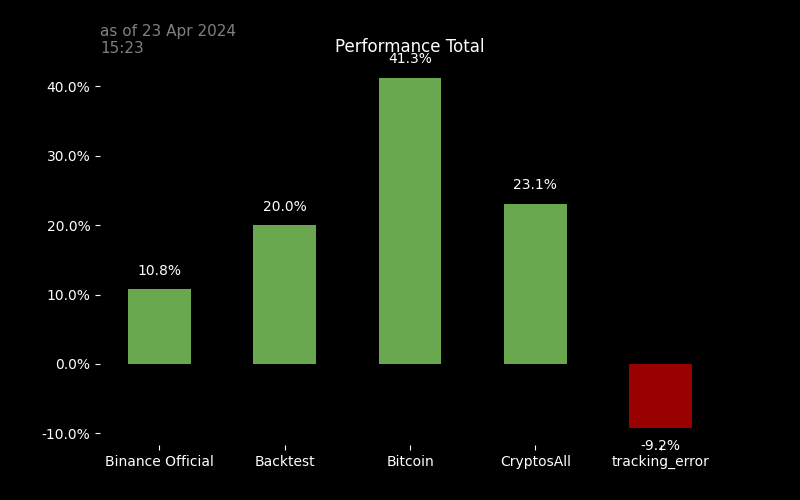 as of 23 Apr 2024
15:23
Performance Total
41.3%
40.0%
30.0%
23.1%
20.0%
20.0%
10.8%
10.0%
0.0%
-10.0%
-9.2%
Binance Official
Backtest
Bitcoin
CryptosAll
tracking_error